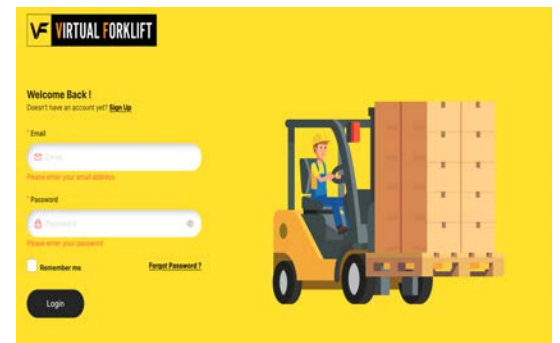 VF VIRTUAL FORKLIFT
Welcome Back !
Doesn't have an account yet? Sign Up
* Email
Email
Please enter your email address
* Password
Password
Please enter your password
Remember me Forgot Password ?
Login